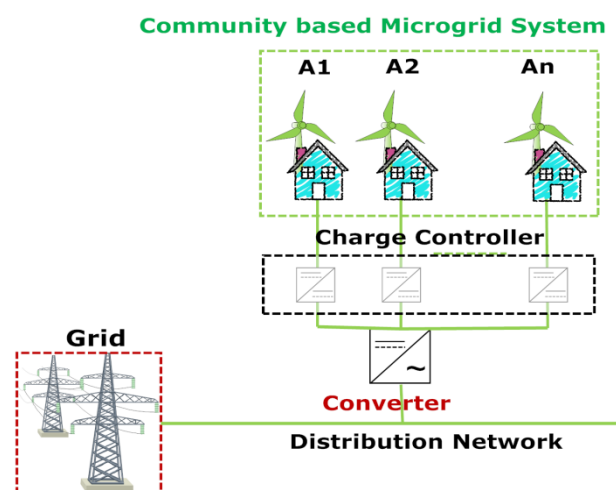 Community based Microgrid System
A1
A2
An
Charge Controller
Grid
~
Converter
Distribution Network